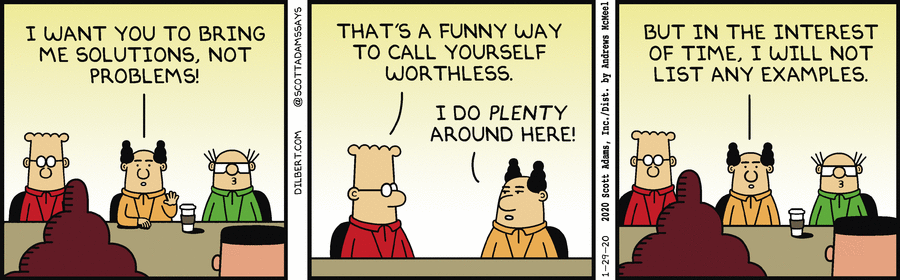 I WANT YOU TO BRING
ME SOLUTIONS, NOT
PROBLEMS!
DILBERT.COM @SCOTTADAMSSAYS
THAT'S A FUNNY WAY
TO CALL YOURSELF
WORTHLESS.
I DO PLENTY
AROUND HERE!
1-29-20 2020 Scott Adams, Inc./Dist. by Andrews McMeel
BUT IN THE INTEREST
OF TIME, I WILL NOT
LIST ANY EXAMPLES.